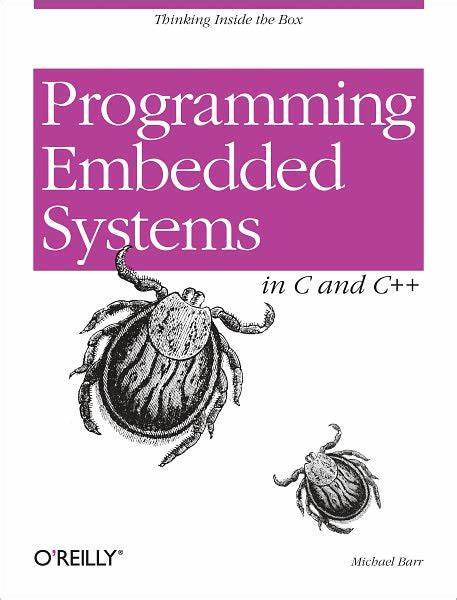 Thinking Inside the Box
Programming
Embedded
Systems
in C and C++
O'REILLY®
Michael Barr